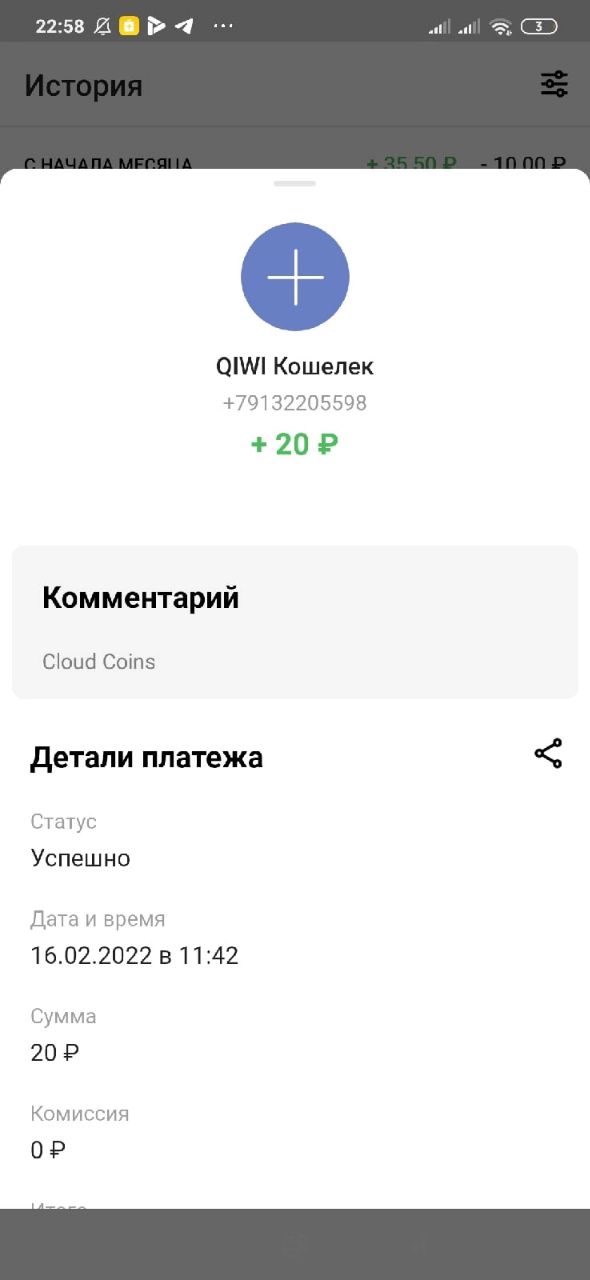 22:58 ... 3
История
С НАЧАЛА МЕСЯЦА + 35,50 ₽ - 10,00 ₽
QIWI Кошелек
+79132205598
+ 20 ₽
Комментарий
Cloud Coins
Детали платежа
Статус
Успешно
Дата и время
16.02.2022 в 11:42
Сумма
20 ₽
Комиссия
0 ₽
Итого